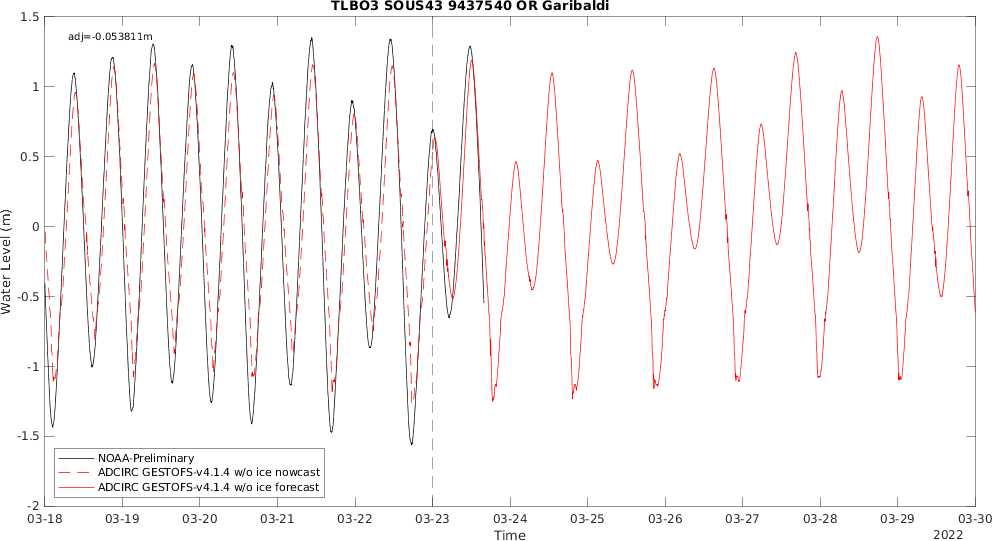 TLBO3 SOUS43 9437540 OR Garibaldi
adj=-0.053811m
1.5
1
0.5
0
-0.5
-1
-1.5
-2
Water Level (m)
NOAA-Preliminary
ADCIRC GESTOFS-v4.1.4 w/o ice nowcast
ADCIRC GESTOFS-v4.1.4 w/o ice forecast
03-18 03-19 03-20 03-21 03-22 03-23 03-24 03-25 03-26 03-27 03-28 03-29 03-30
Time
2022